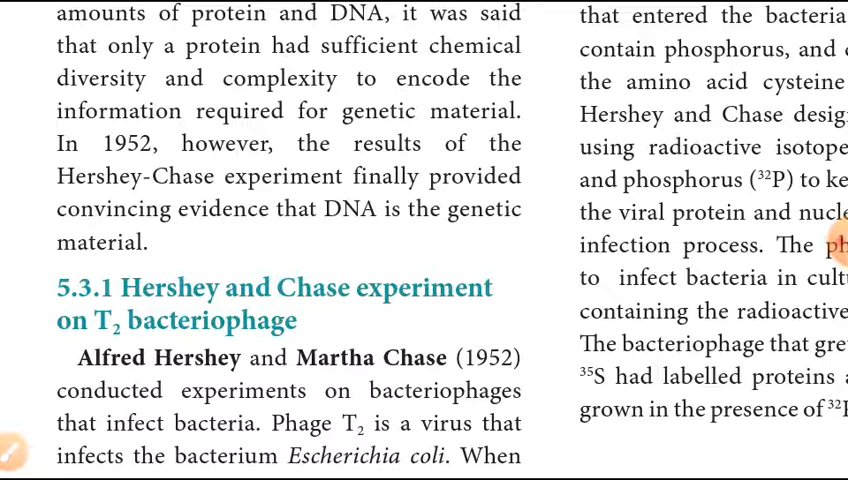 amounts of protein and DNA, it was said
that only a protein had sufficient chemical
diversity and complexity to encode the
information required for genetic material.
In 1952, however, the results of the
Hershey-Chase experiment finally provided
convincing evidence that DNA is the genetic
material.
5.3.1 Hershey and Chase experiment
on T₂ bacteriophage
Alfred Hershey and Martha Chase (1952)
conducted experiments on bacteriophages
that infect bacteria. Phage T₂ is a virus that
infects the bacterium Escherichia coli. When
that entered the bacteria
contain phosphorus, and
the amino acid cysteine
Hershey and Chase
using radioactive
and phosphorus (³²P) to
the viral protein and
infection process. The
to infect bacteria in
containing the radioactive
The bacteriophage that
³⁵S had labelled proteins
grown in the presence of